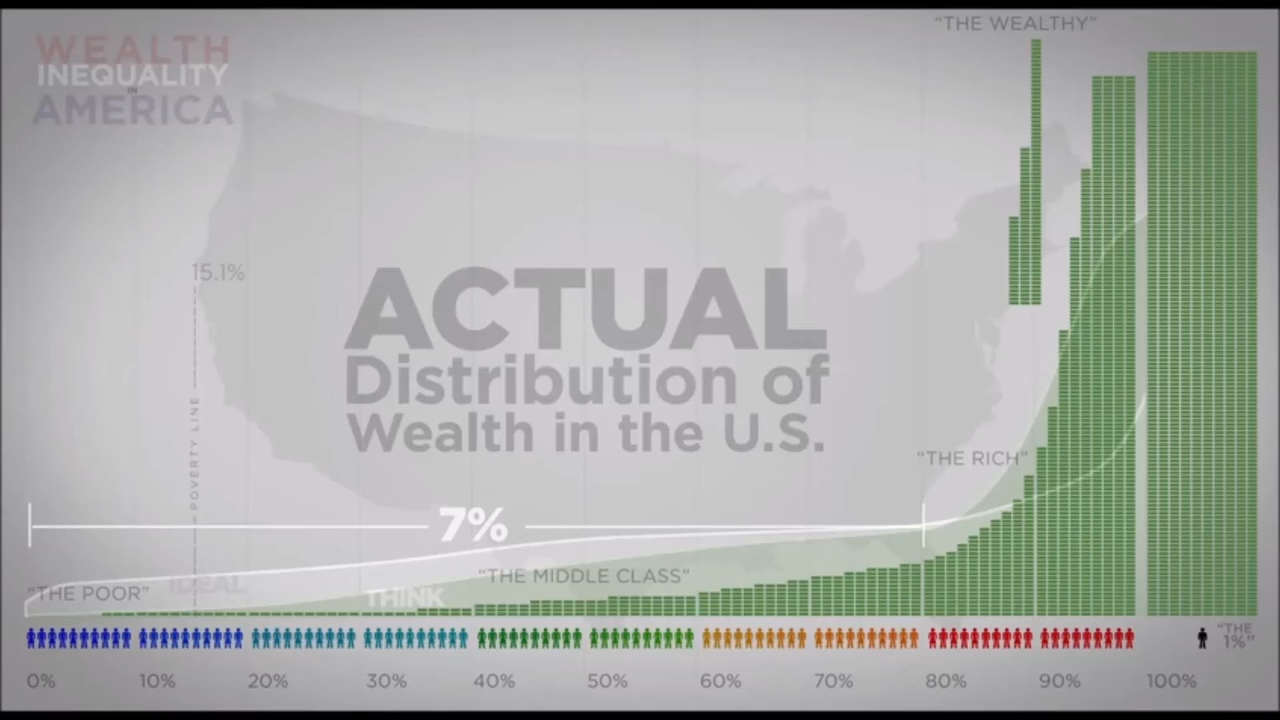 "THE WEALTHY"
WEALTH
INEQUALITY
IN
AMERICA
15.1%
POVERTY LINE
ACTUAL
Distribution of
Wealth in the U.S.
"THE RICH"
7%
"THE POOR"
IDEAL
THINK
"THE MIDDLE CLASS"
"THE
1%"
0% 10% 20% 30% 40% 50% 60% 70% 80% 90% 100%